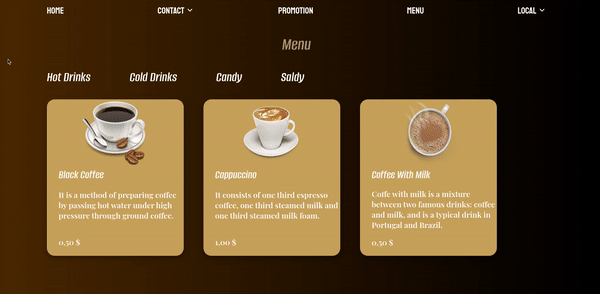 HOME CONTACT PROMOTION MENU LOCAL
Menu
Hot Drinks Cold Drinks Candy Saldy
Black Coffee
It is a method of preparing coffee
by passing hot water under high
pressure through ground coffee.
0,50 $
Cappuccino
It consists of one third espresso
coffee, one third steamed milk and
one third steamed milk foam.
1,00 $
Coffee With Milk
Coffe with milk is a mixture
between two famous drinks: coffee
and milk, and is a typical drink in
Portugal and Brazil.
0,50 $